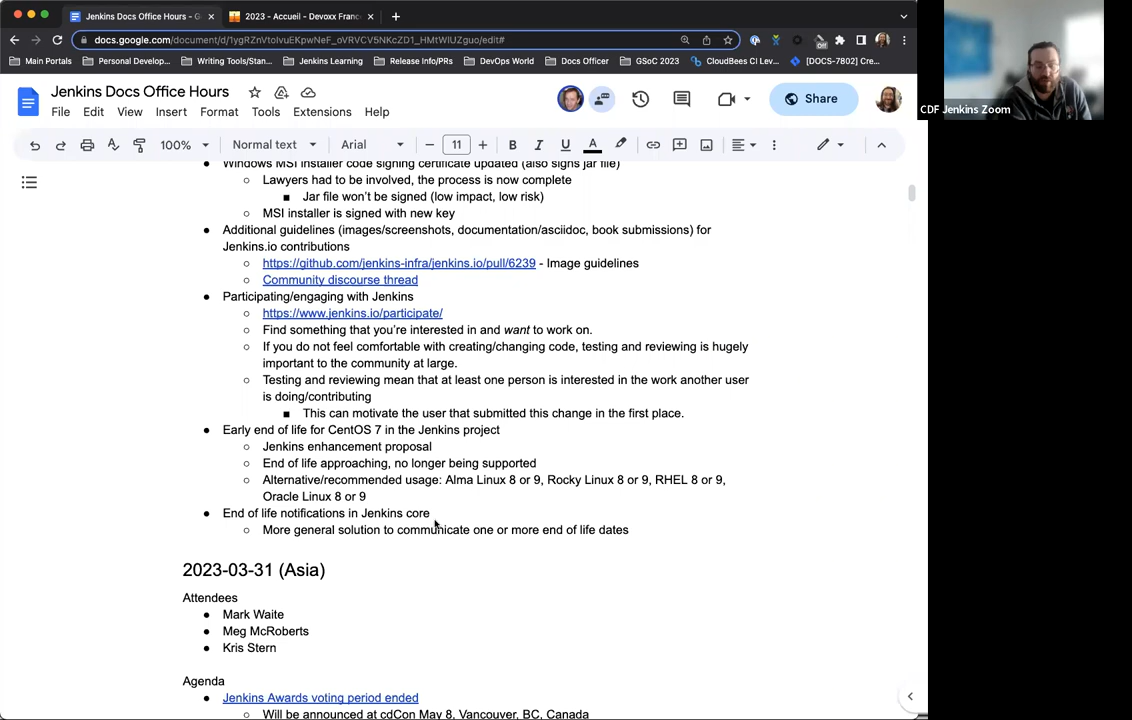 Jenkins Docs Office Hours - G
2023 - Accueil - Devoxx Franc
docs.google.com/document/d/1ygRZnVtoIvuEKpwNeF_oVRVCV5NKcZD1_HMtWlUZguo/edit#
Main Portals
Personal Develop...
Writing Tools/Stan...
Jenkins Learning
Release Info/PRs
DevOps World
Docs Officer
GSoC 2023
CloudBees CI Lev...
[DOCS-7802] Cre...
Off
Jenkins Docs Office Hours
File Edit View Insert Format Tools Extensions Help
Share
100% Normal text Arial 11 B I U A
Windows MSI installer code signing certificate updated (also signs jar file)
Lawyers had to be involved, the process is now complete
Jar file won't be signed (low impact, low risk)
MSI installer is signed with new key
Additional guidelines (images/screenshots, documentation/asciidoc, book submissions) for
Jenkins.io contributions
https://github.com/jenkins-infra/jenkins.io/pull/6239 - Image guidelines
Community discourse thread
Participating/engaging with Jenkins
https://www.jenkins.io/participate/
Find something that you're interested in and want to work on.
If you do not feel comfortable with creating/changing code, testing and reviewing is hugely
important to the community at large.
Testing and reviewing mean that at least one person is interested in the work another user
is doing/contributing
This can motivate the user that submitted this change in the first place.
Early end of life for CentOS 7 in the Jenkins project
Jenkins enhancement proposal
End of life approaching, no longer being supported
Alternative/recommended usage: Alma Linux 8 or 9, Rocky Linux 8 or 9, RHEL 8 or 9,
Oracle Linux 8 or 9
End of life notifications in Jenkins core
More general solution to communicate one or more end of life dates
2023-03-31 (Asia)
Attendees
Mark Waite
Meg McRoberts
Kris Stern
Agenda
Jenkins Awards voting period ended
Will be announced at cdCon May 8, Vancouver, BC, Canada
CDF Jenkins Zoom